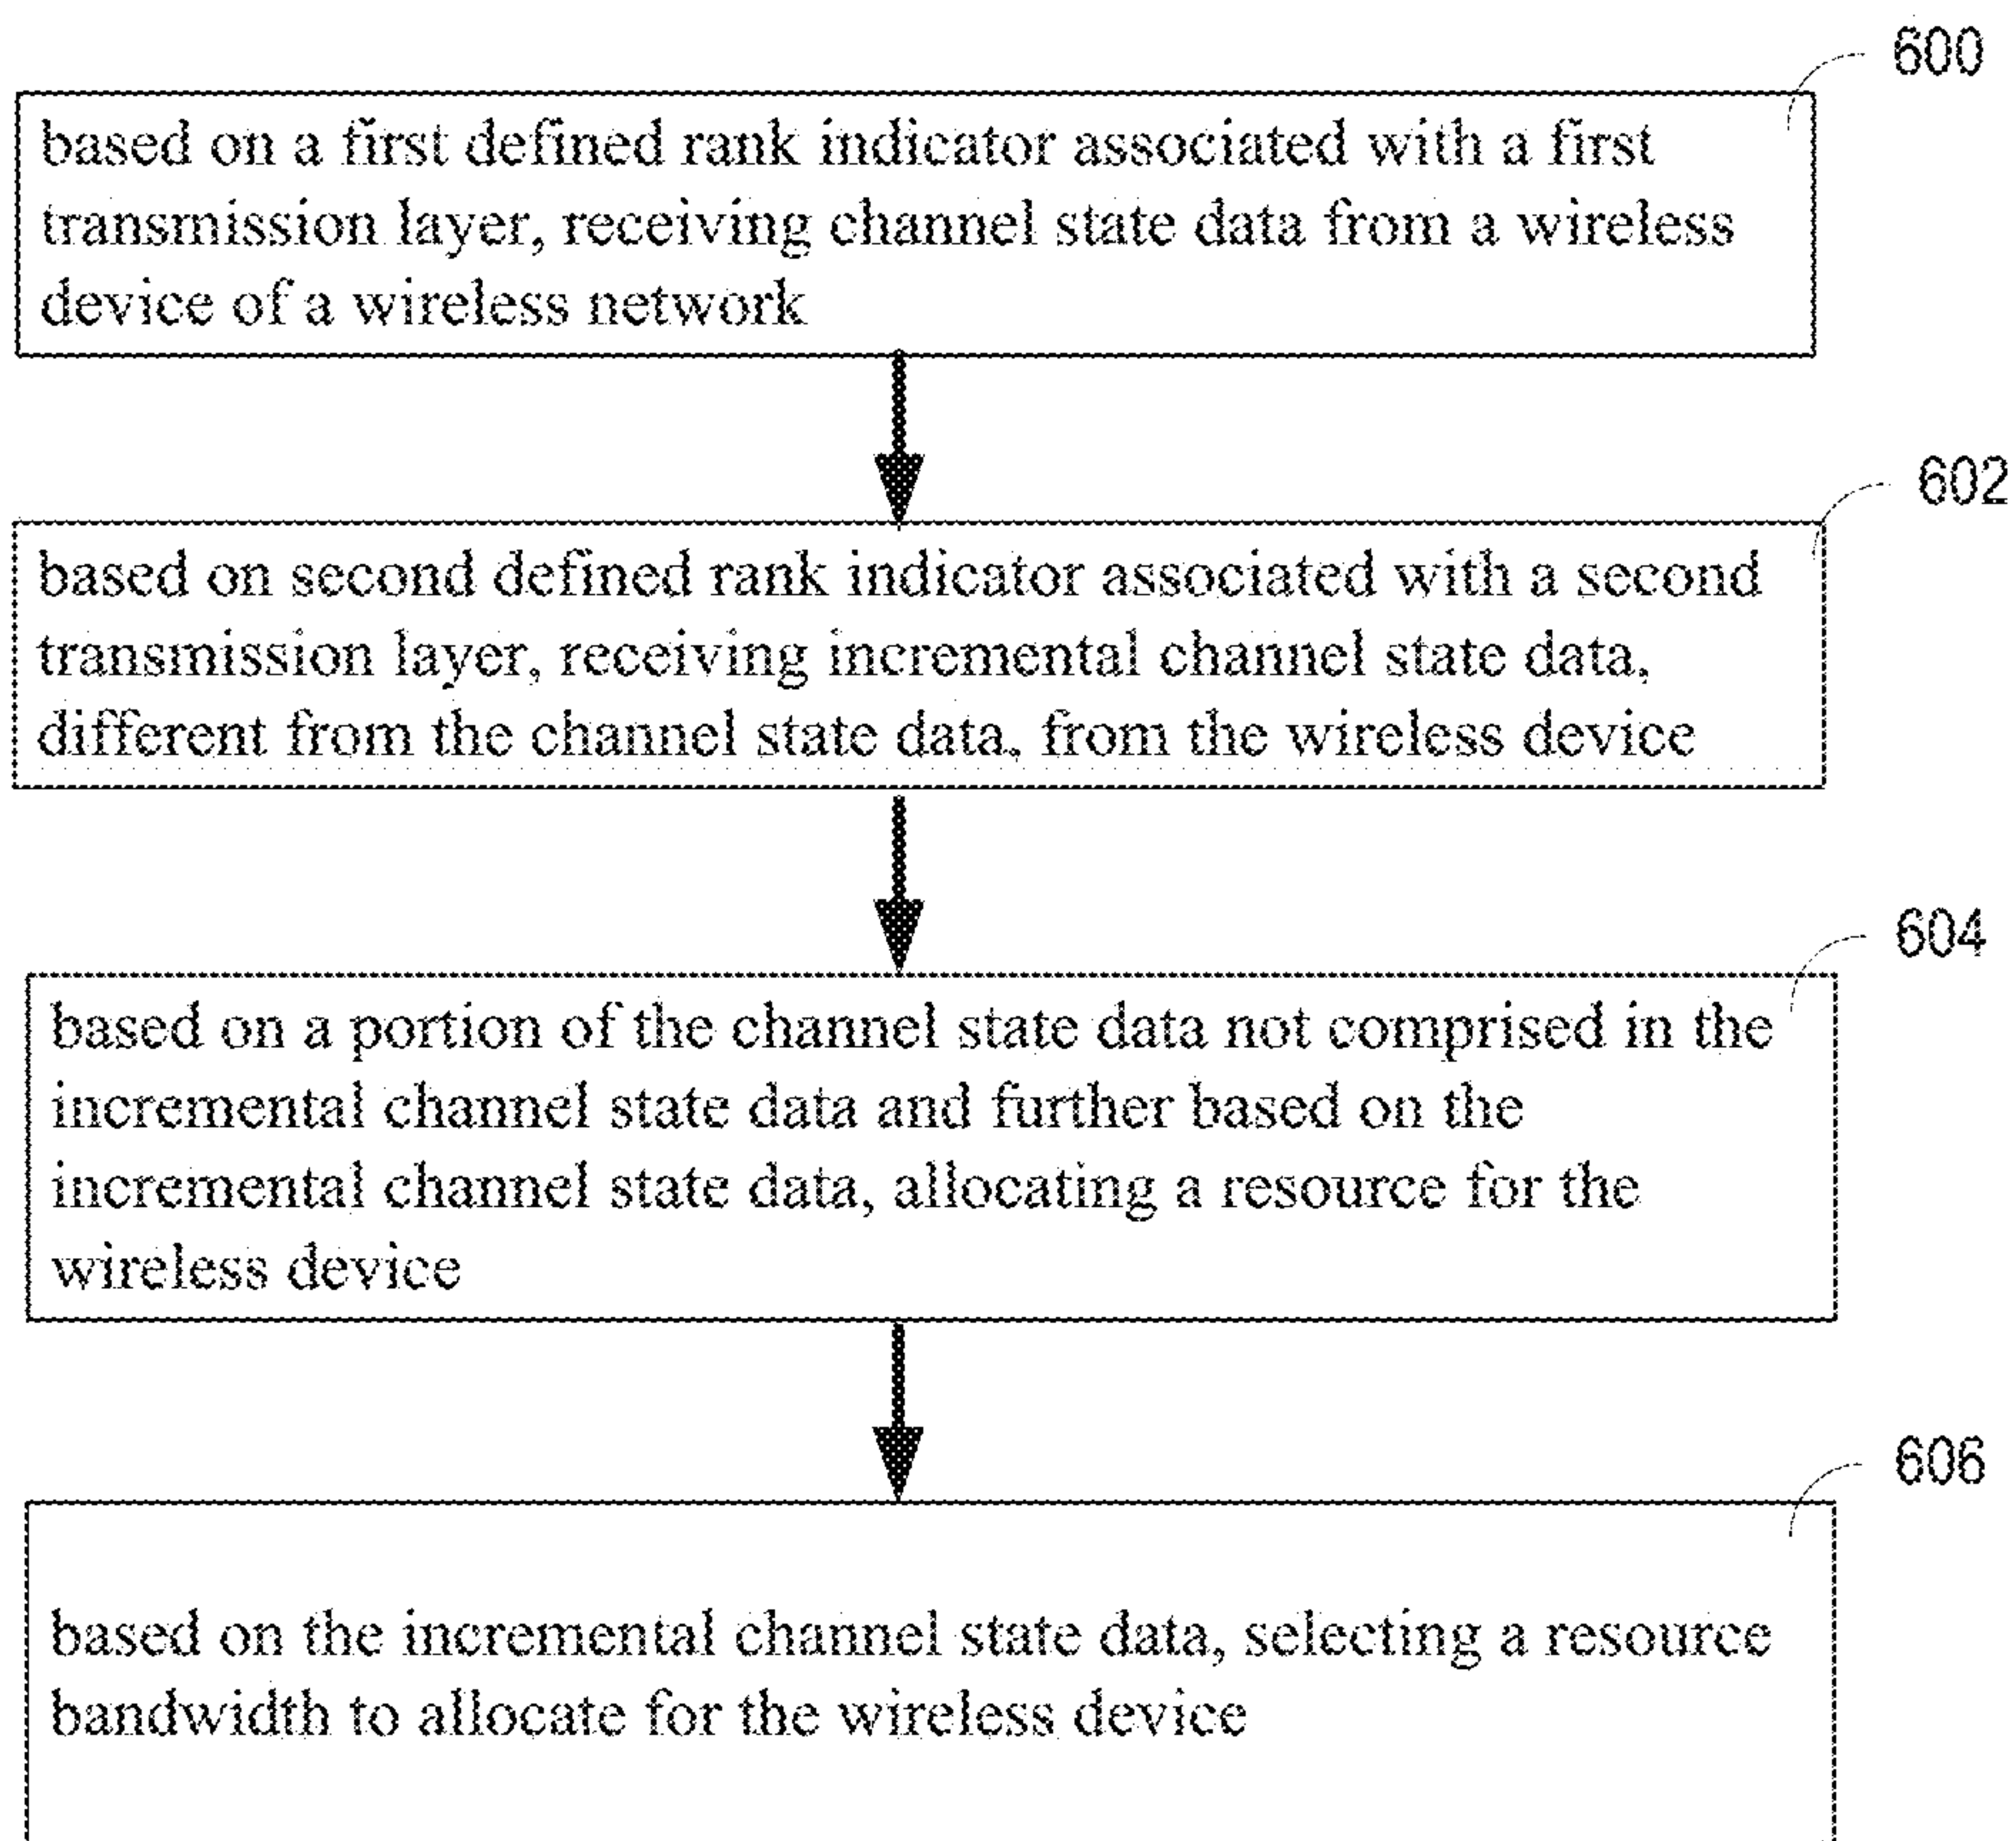 600
based on a first defined rank indicator associated with a first
transmission layer, receiving channel state data from a wireless
device of a wireless network
602
based on second defined rank indicator associated with a second
transmission layer, receiving incremental channel state data,
different from the channel state data, from the wireless device
604
based on a portion of the channel state data not comprised in the
incremental channel state data and further based on the
incremental channel state data, allocating a resource for the
wireless device
606
based on the incremental channel state data, selecting a resource
bandwidth to allocate for the wireless device